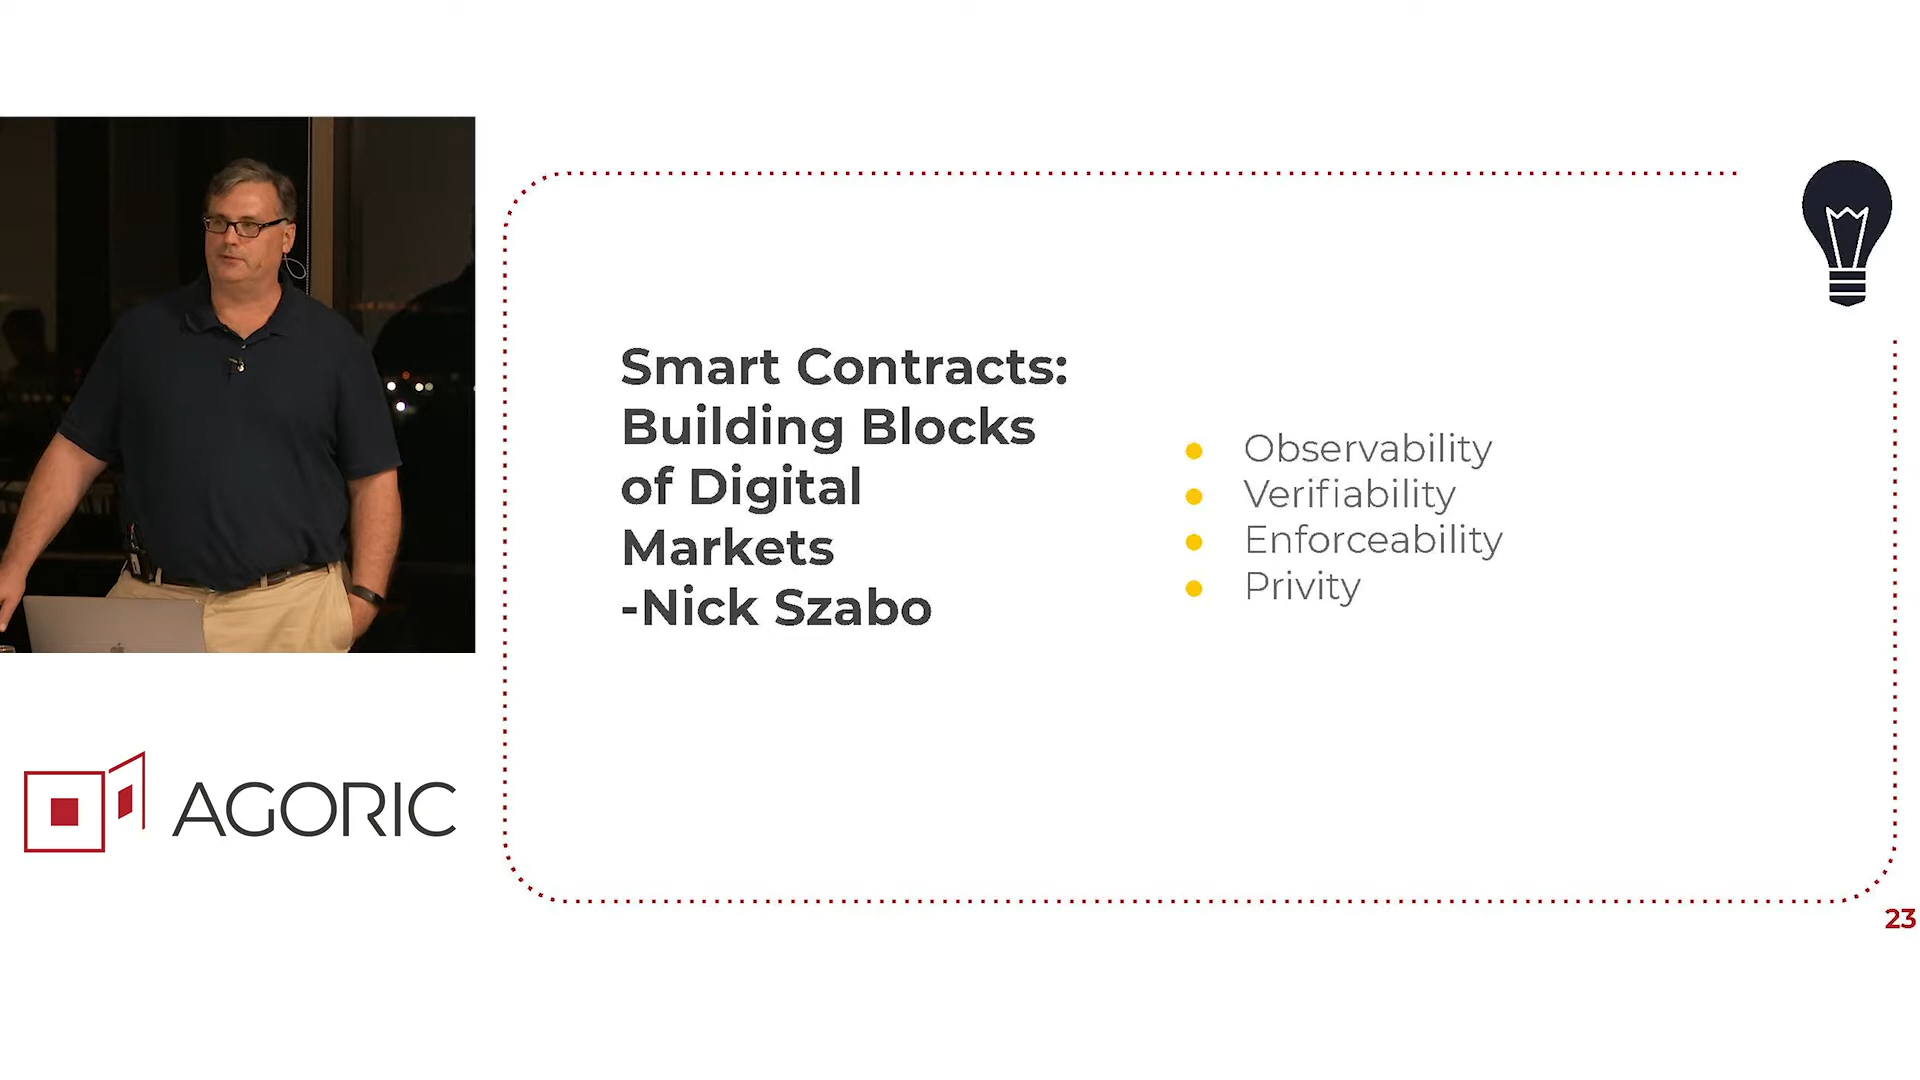 AGORIC
Smart Contracts:
Building Blocks
of Digital
Markets
-Nick Szabo
Observability
Verifiability
Enforceability
Privity
23